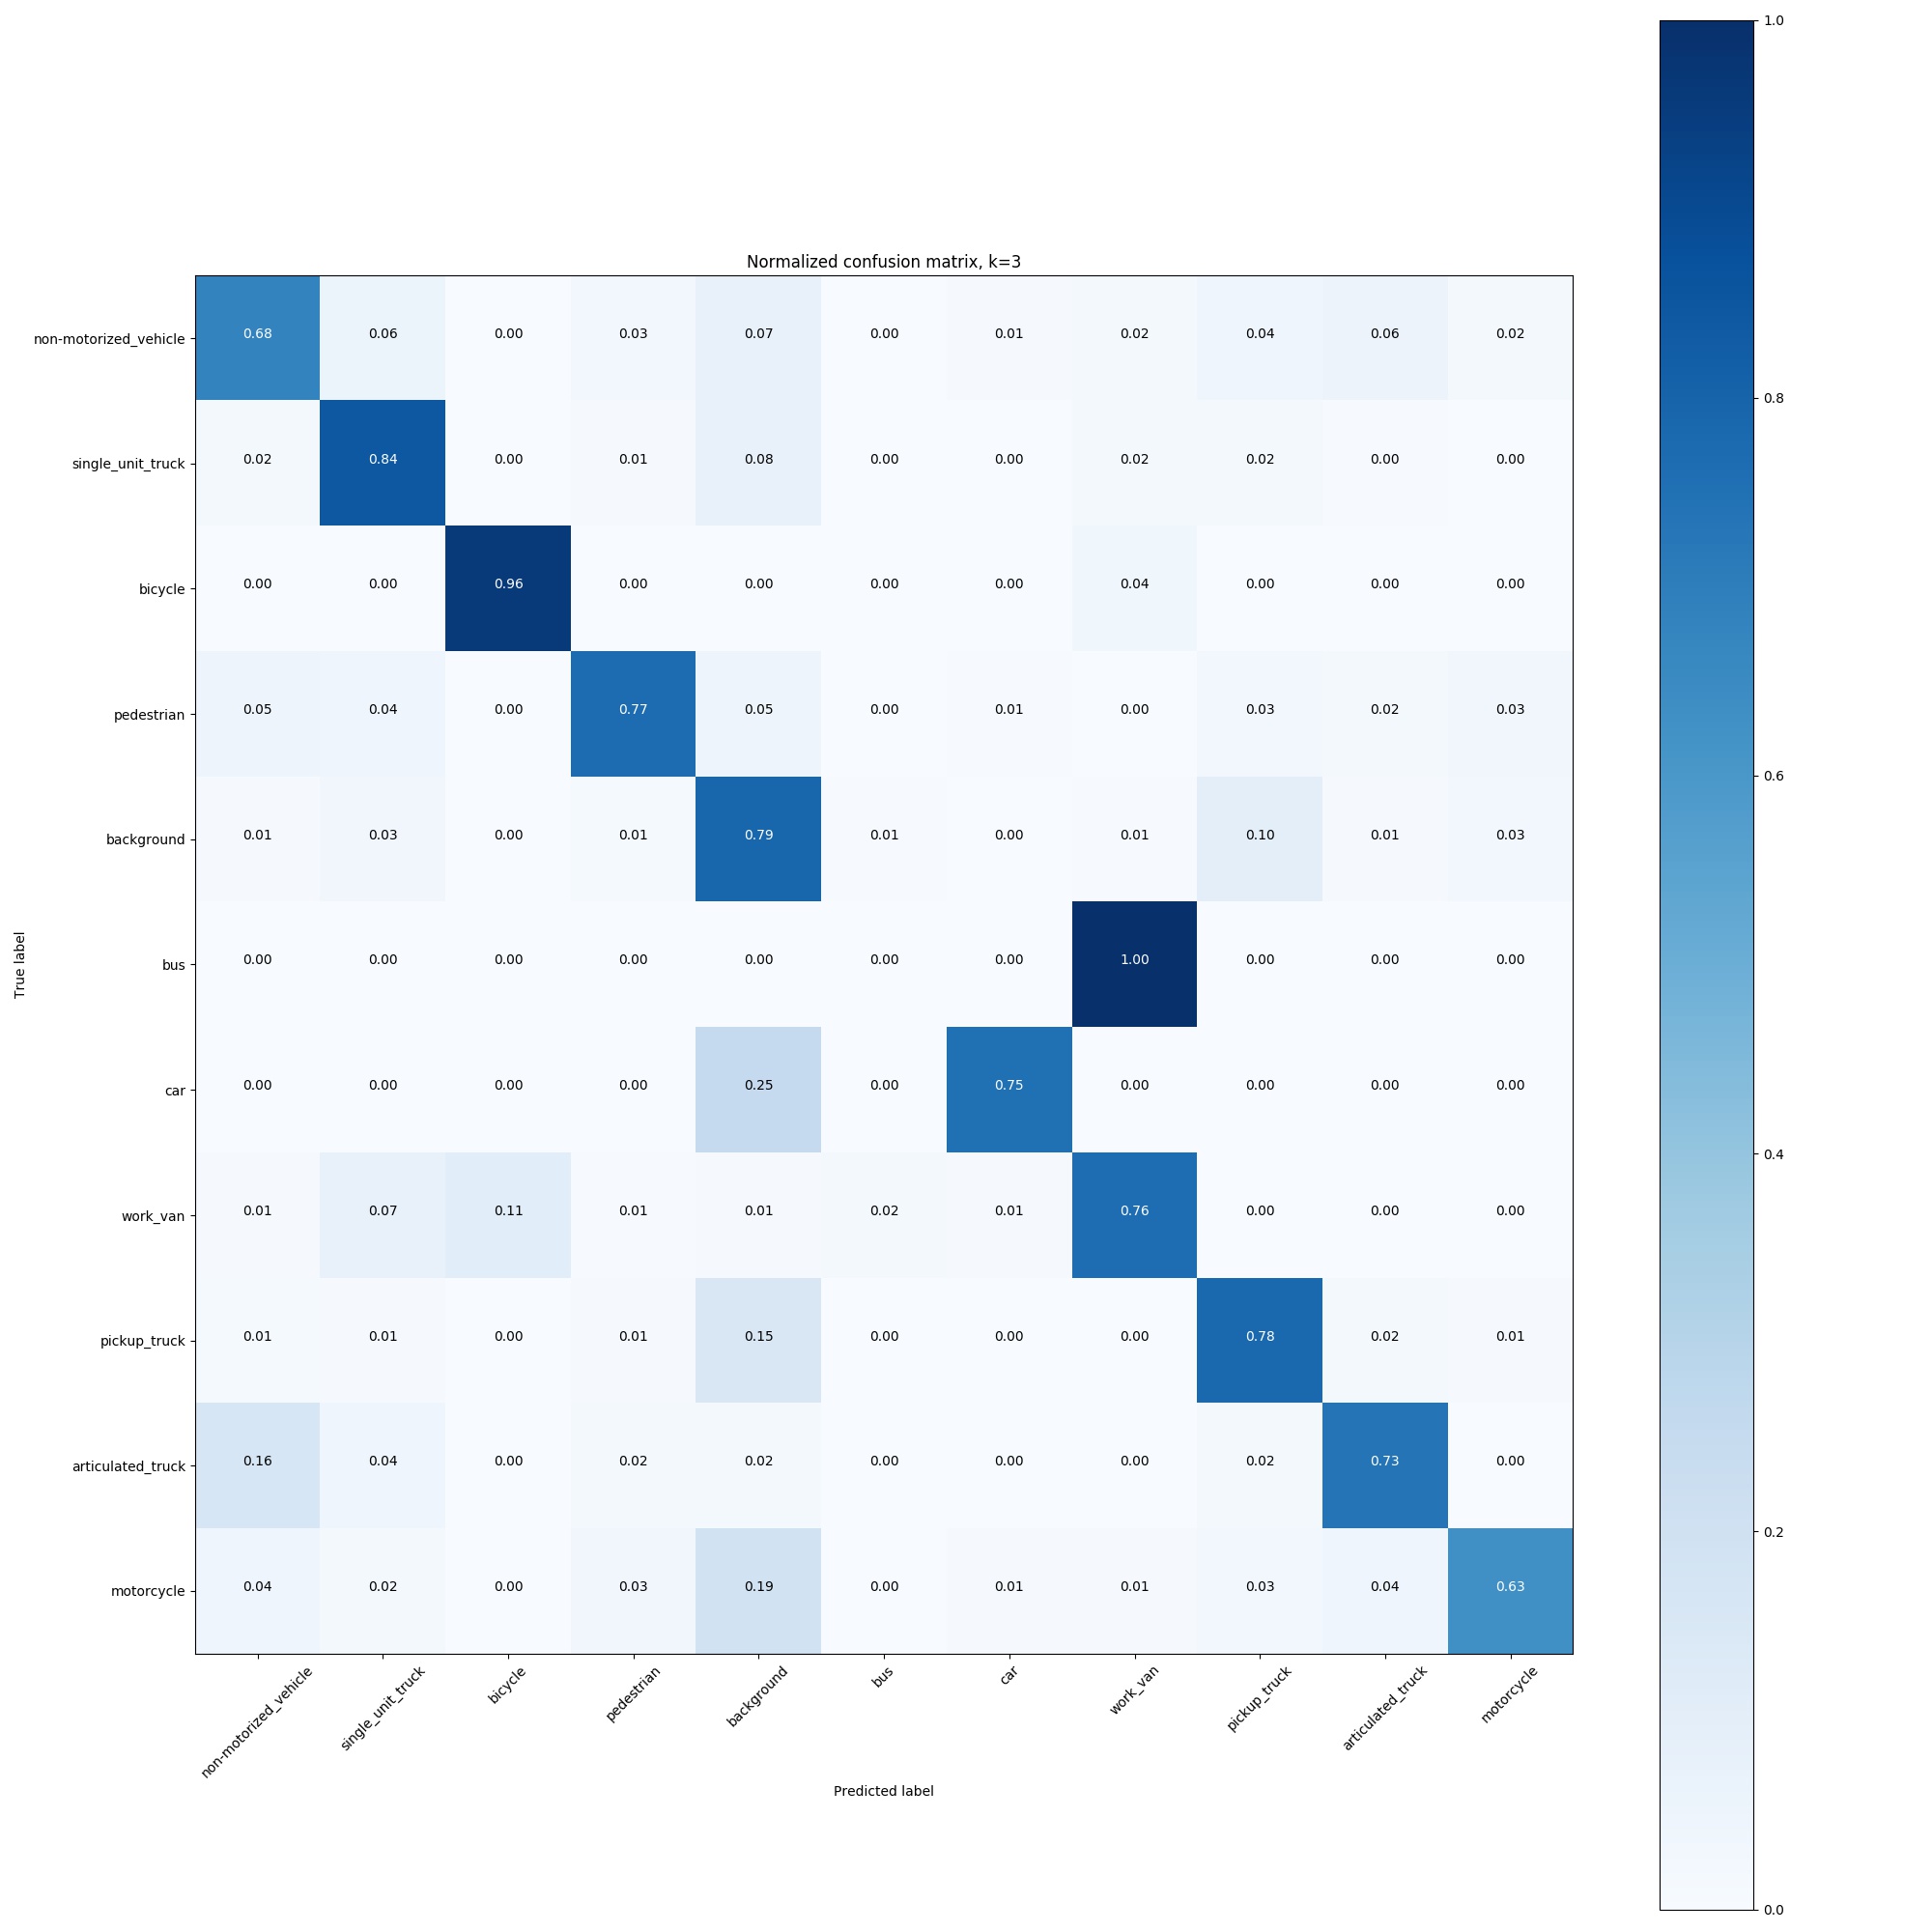 Normalized confusion matrix, k=3
1.0
0.8
0.6
0.4
0.2
0.0
True label
non-motorized_vehicle 0.68 0.06 0.00 0.03 0.07 0.00 0.01 0.02 0.04 0.06 0.02
single_unit_truck 0.02 0.84 0.00 0.01 0.08 0.00 0.00 0.02 0.02 0.00 0.00
bicycle 0.00 0.00 0.96 0.00 0.00 0.00 0.00 0.04 0.00 0.00 0.00
pedestrian 0.05 0.04 0.00 0.77 0.05 0.00 0.01 0.00 0.03 0.02 0.03
background 0.01 0.03 0.00 0.01 0.79 0.01 0.00 0.01 0.10 0.01 0.03
bus 0.00 0.00 0.00 0.00 0.00 0.00 0.00 1.00 0.00 0.00 0.00
car 0.00 0.00 0.00 0.00 0.25 0.00 0.75 0.00 0.00 0.00 0.00
work_van 0.01 0.07 0.11 0.01 0.01 0.02 0.01 0.76 0.00 0.00 0.00
pickup_truck 0.01 0.01 0.00 0.01 0.15 0.00 0.00 0.00 0.78 0.02 0.01
articulated_truck 0.16 0.04 0.00 0.02 0.02 0.00 0.00 0.00 0.02 0.73 0.00
motorcycle 0.04 0.02 0.00 0.03 0.19 0.00 0.01 0.01 0.03 0.04 0.63
non-motorized_vehicle single_unit_truck bicycle pedestrian background bus car work_van pickup_truck articulated_truck motorcycle
Predicted label